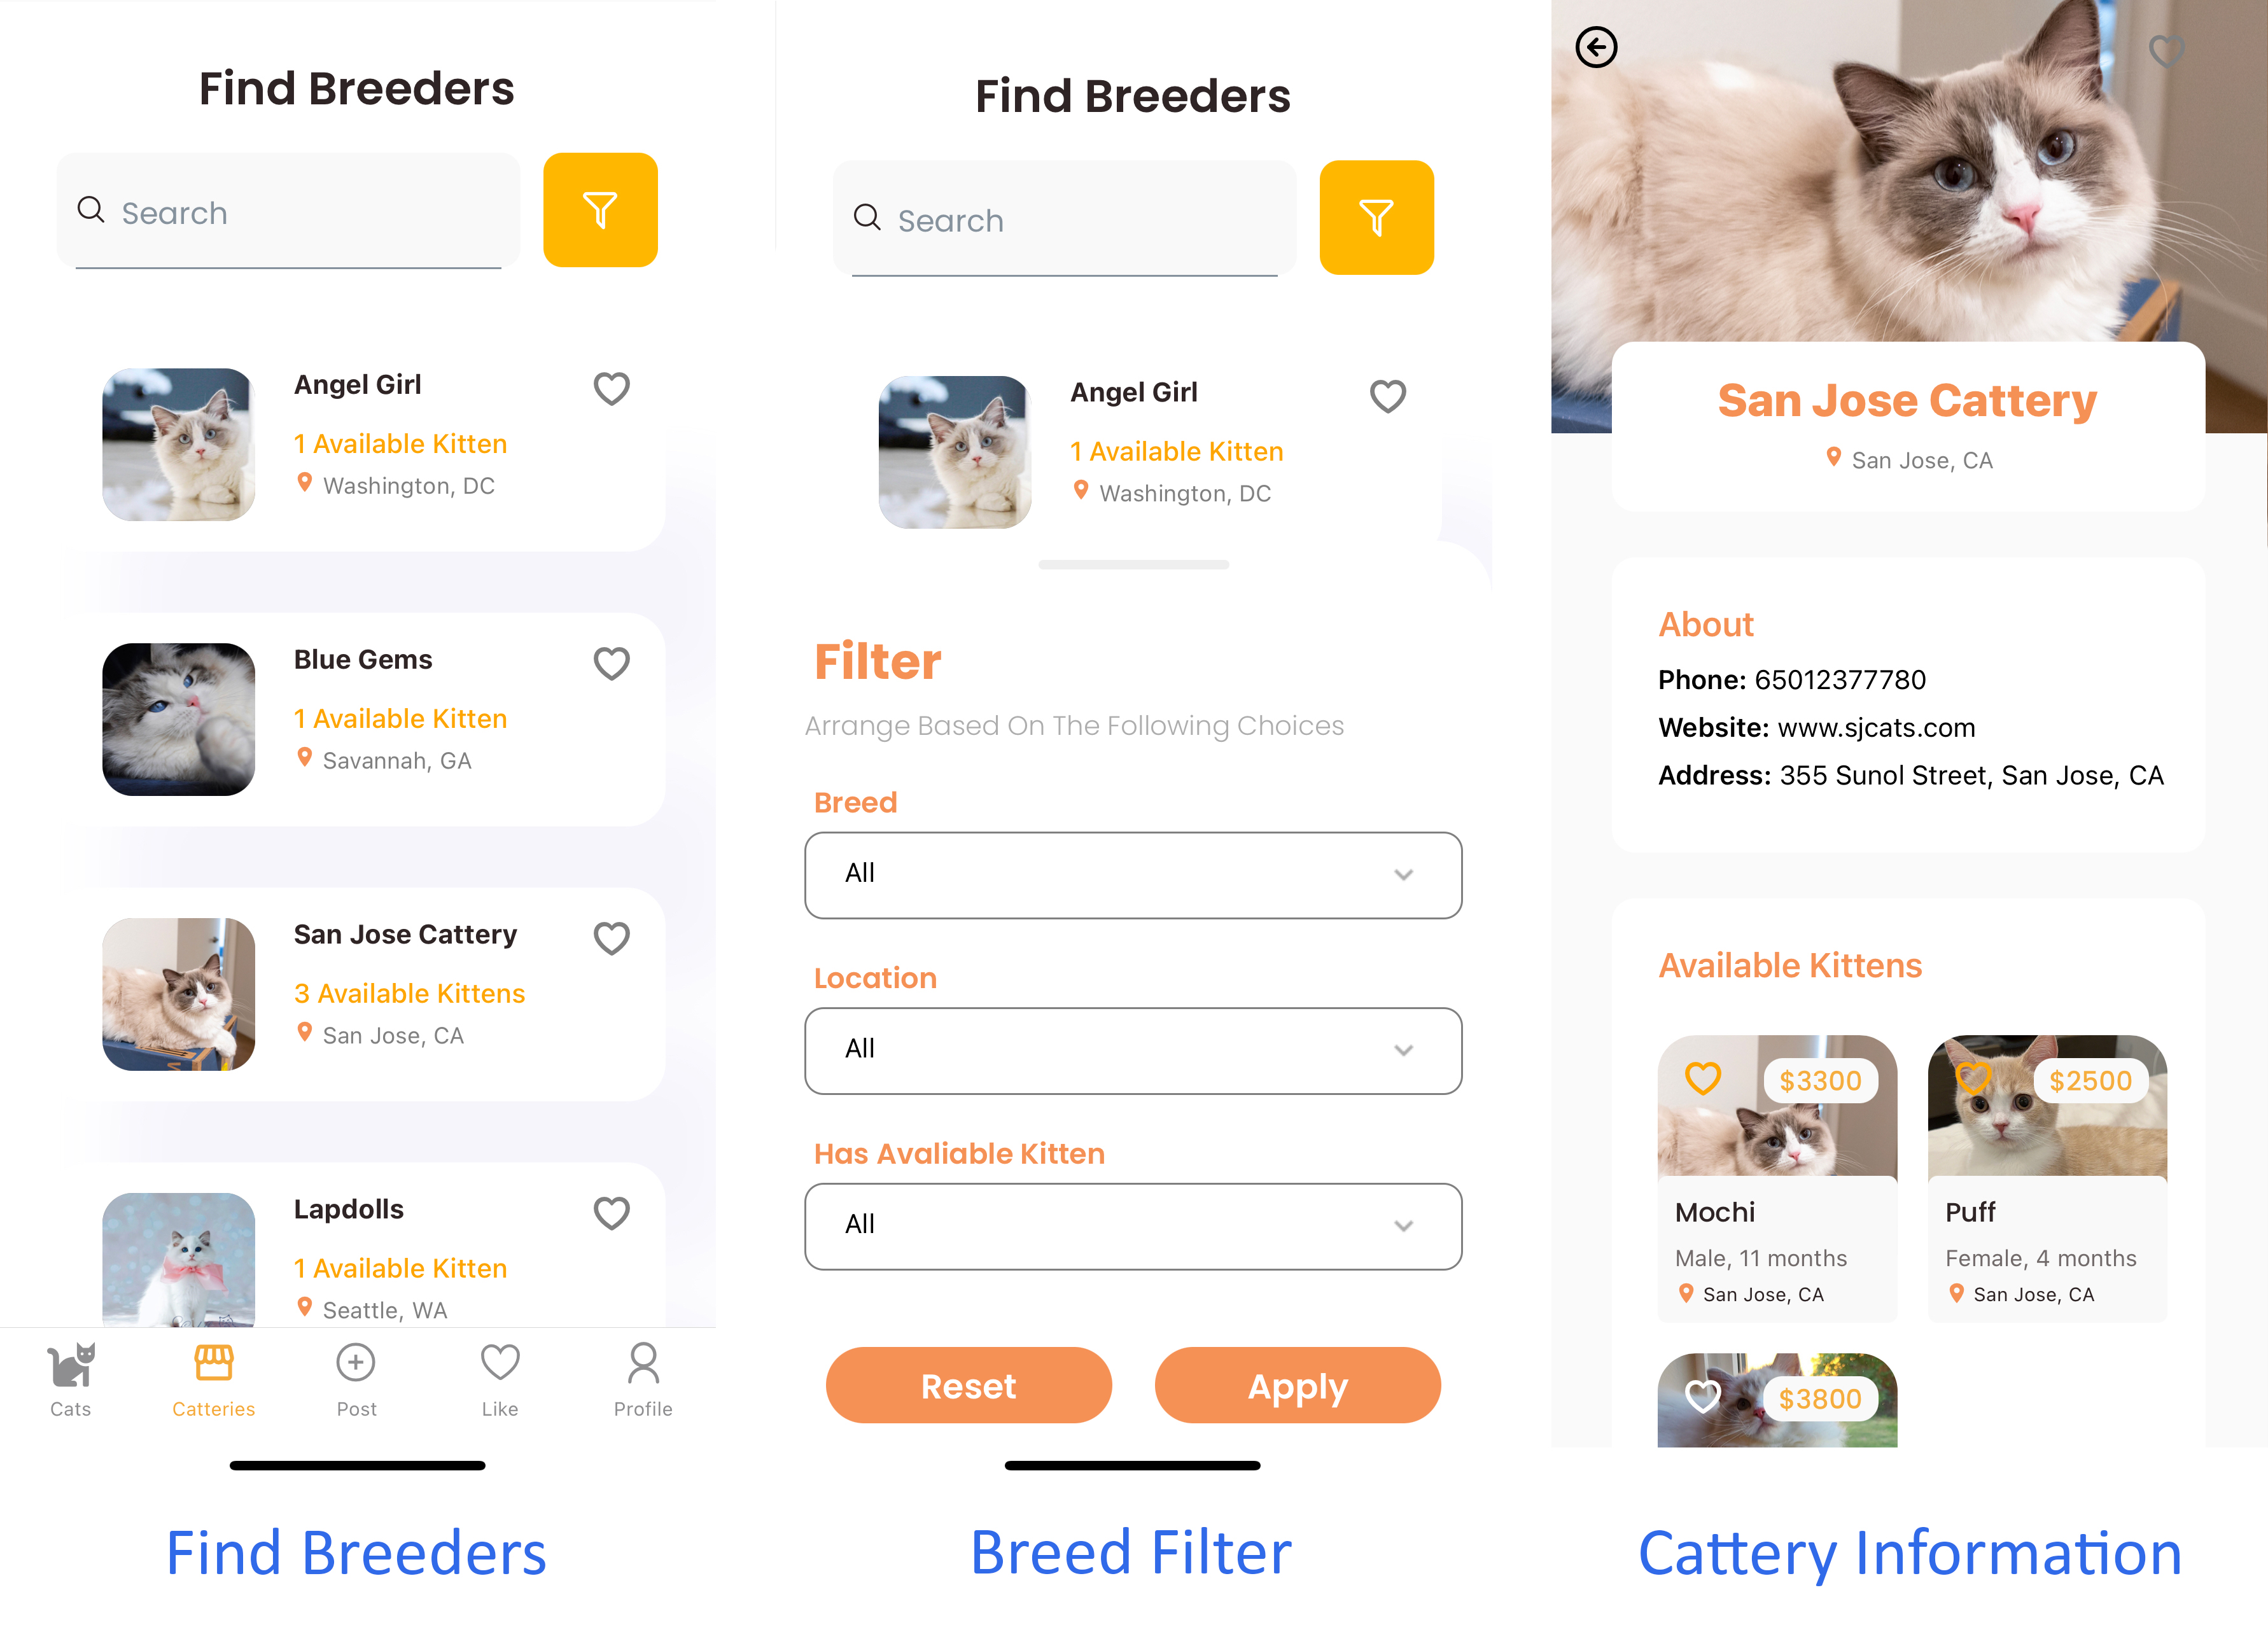 Find Breeders
Search
Angel Girl
1 Available Kitten
Washington, DC
Blue Gems
1 Available Kitten
Savannah, GA
San Jose Cattery
3 Available Kittens
San Jose, CA
Lapdolls
1 Available Kitten
Seattle, WA
Cats
Catteries
Post
Like
Profile
Find Breeders
Find Breeders
Search
Angel Girl
1 Available Kitten
Washington, DC
Filter
Arrange Based On The Following Choices
Breed
All
Location
All
Has Avaliable Kitten
All
Reset
Apply
Breed Filter
San Jose Cattery
San Jose, CA
About
Phone: 65012377780
Website: www.sjcats.com
Address: 355 Sunol Street, San Jose, CA
Available Kittens
$3300
Mochi
Male, 11 months
San Jose, CA
$2500
Puff
Female, 4 months
San Jose, CA
$3800
Cattery Information